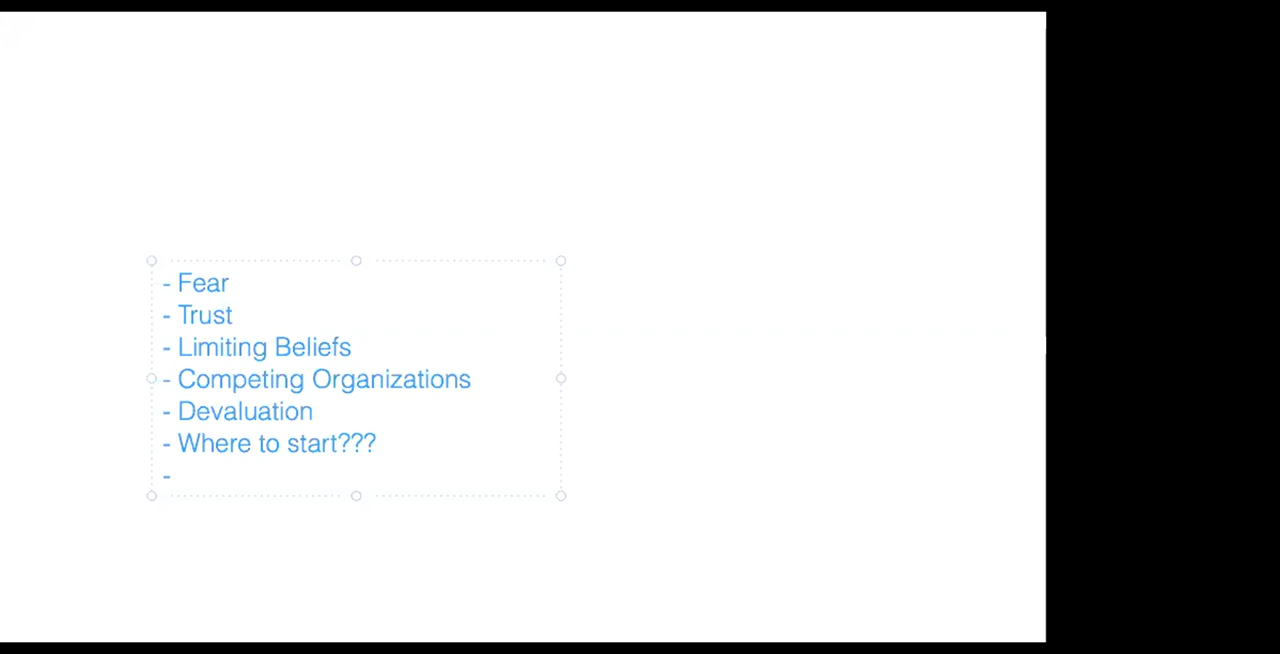 - Fear
- Trust
- Limiting Beliefs
- Competing Organizations
- Devaluation
- Where to start???
-